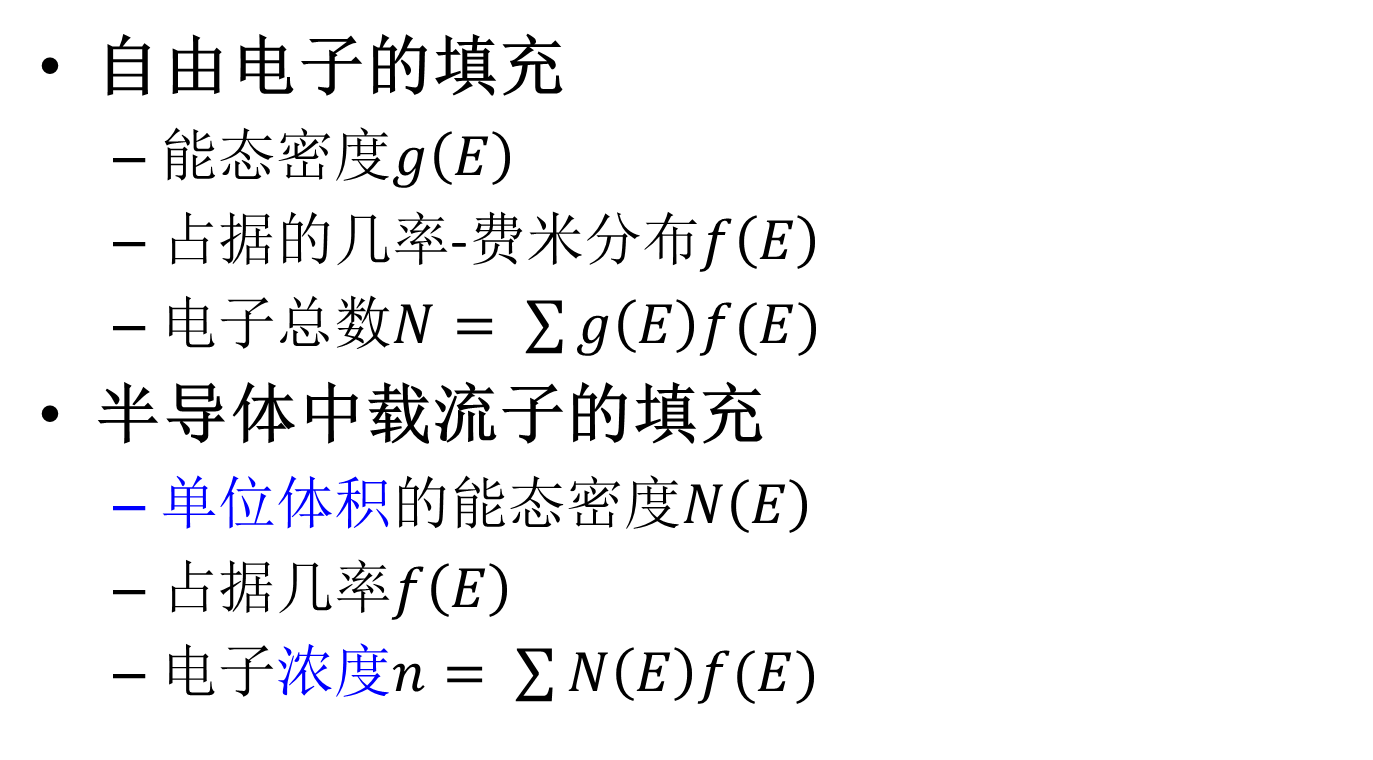 • 自由电子的填充
– 能态密度g(E)
– 占据的几率-费米分布f(E)
– 电子总数N = ∑ g(E)f(E)
• 半导体中载流子的填充
– 单位体积的能态密度N(E)
– 占据几率f(E)
– 电子浓度n = ∑ N(E)f(E)